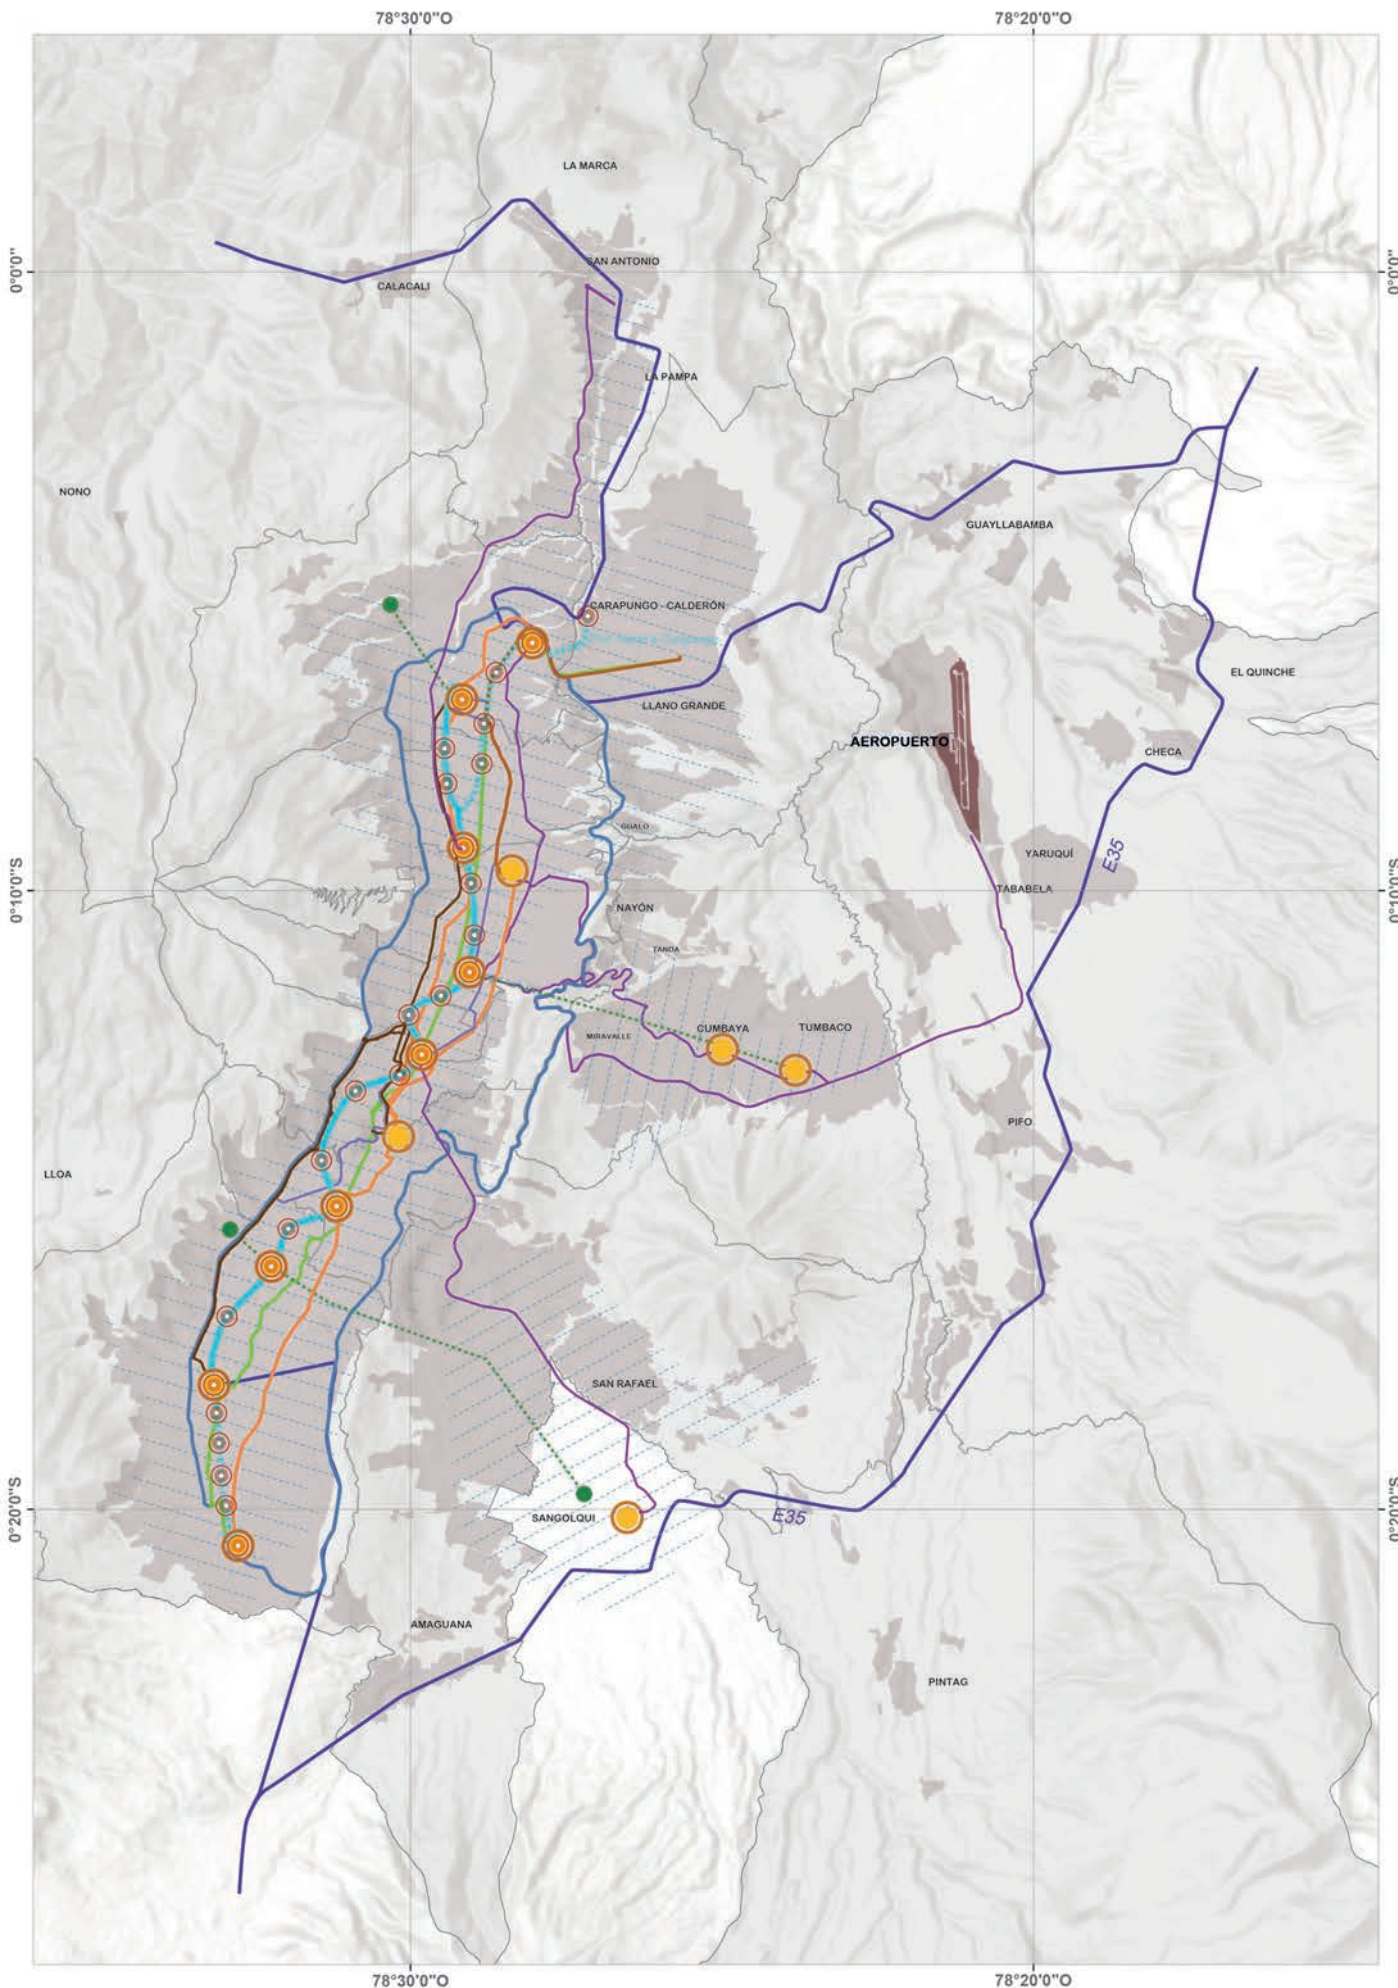 78°30'0"O
78°20'0"O
LA MARCA
0°0'0"
SAN ANTONIO
0°0'0"
CALACALI
LA PAMPA
NONO
GUAYLLABAMBA
CARAPUNGO - CALDERÓN
EL QUINCHE
LLANO GRANDE
AEROPUERTO
CHECA
GUALO
YARUQUÍ
E35
0°10'0"S
TABABELA
0°10'0"S
NAYÓN
TANDA
CUMBAYA
TUMBACO
MIRAVALLE
PIFO
LLOA
SAN RAFAEL
0°20'0"S
SANGOLQUI
E35
0°20'0"S
AMAGUANA
PINTAG
78°30'0"O
78°20'0"O